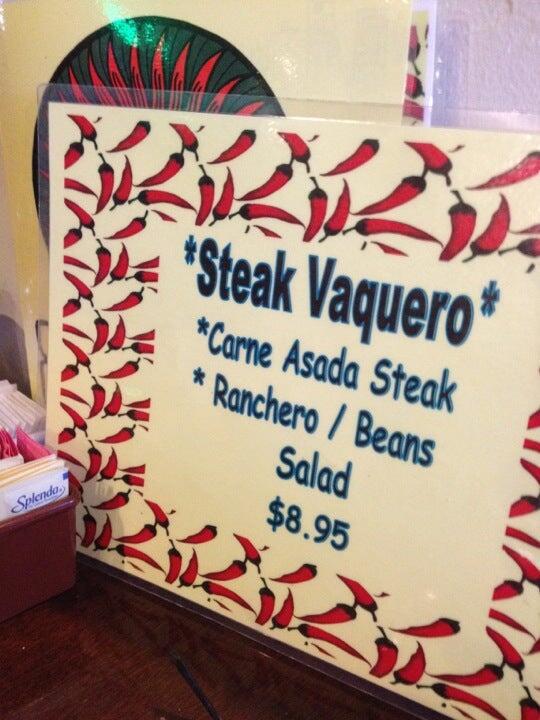 *Steak Vaquero*
*Carne Asada Steak
* Ranchero / Beans
Salad
$8.95
Splenda